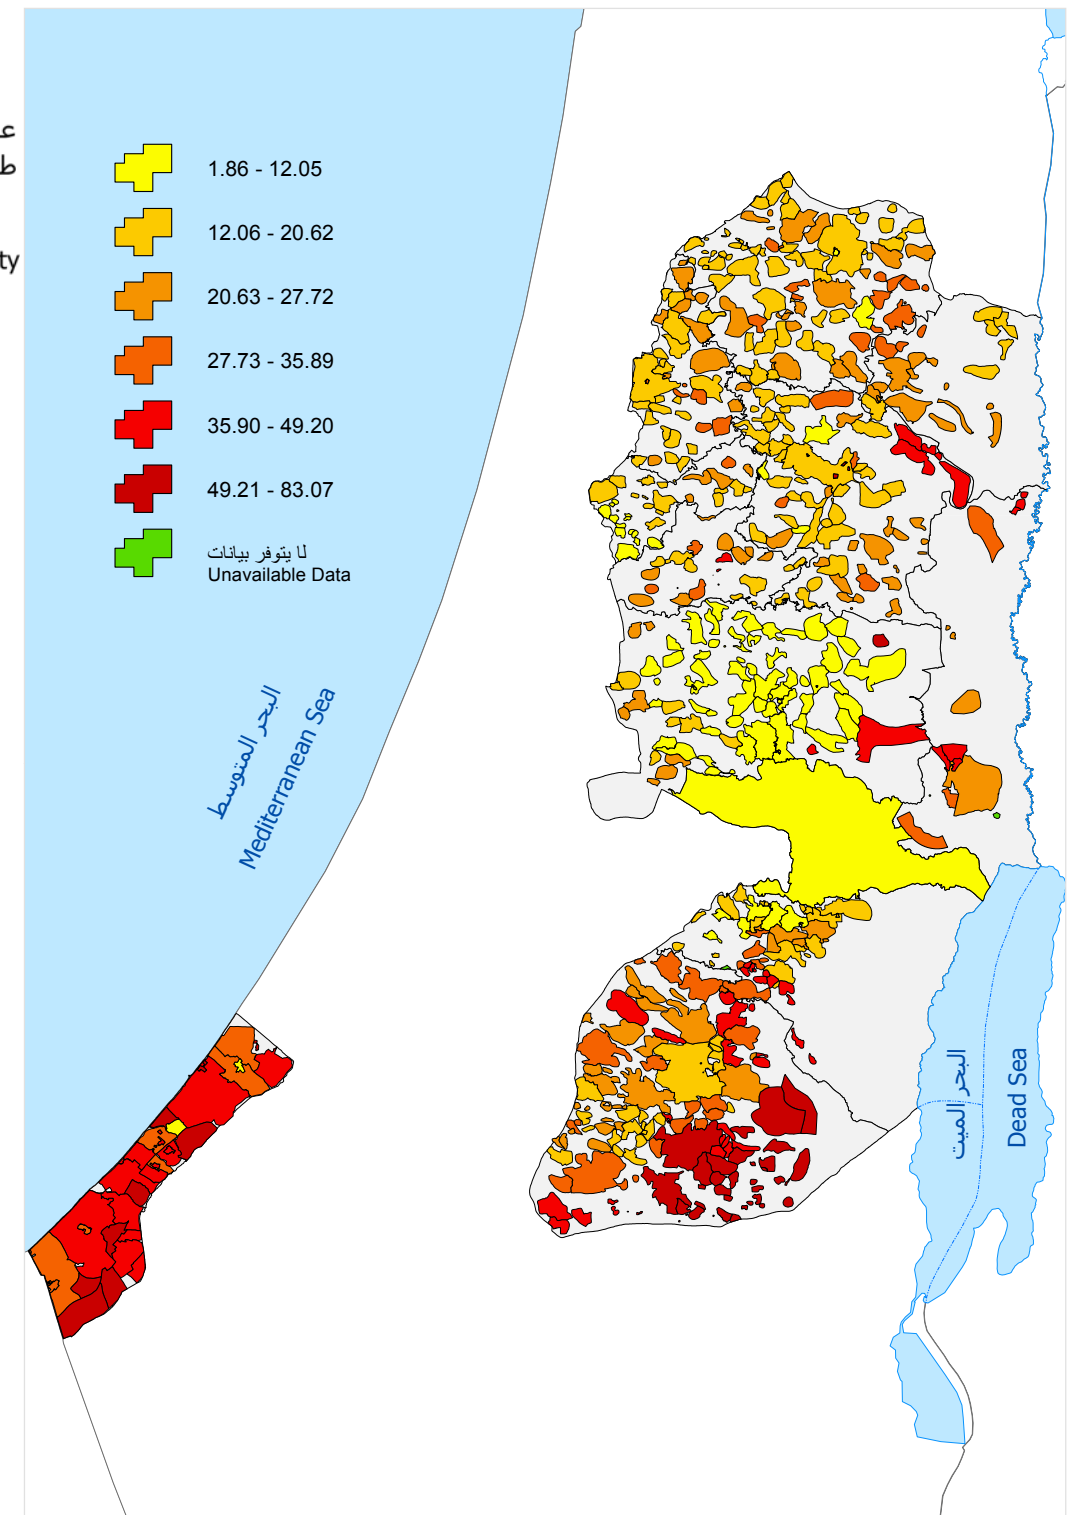 1.86 - 12.05
12.06 - 20.62
20.63 - 27.72
27.73 - 35.89
35.90 - 49.20
49.21 - 83.07
لا يتوفر بيانات
Unavailable Data
البحر المتوسط
Mediterranean Sea
البحر الميت
Dead Sea